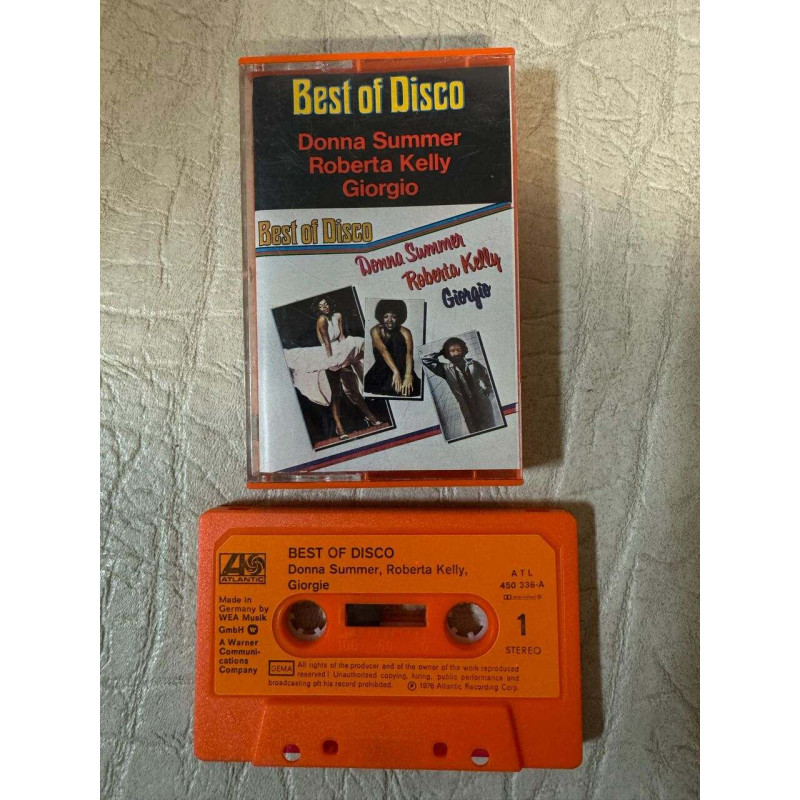 Best of Disco
Donna Summer
Roberta Kelly
Giorgio
Best of Disco
Donna Summer
Roberta Kelly
Giorgio
ATLANTIC
BEST OF DISCO
Donna Summer, Roberta Kelly,
Giorgie
ATL
450 336-A
Made in
Germany by
WEA Musik
GmbH
A Warner
Communi-
cations
Company
1
STEREO
GEMA
All rights of the producer and of the owner of the work reproduced
reserved! Unauthorized copying, hiring, public performance and
broadcasting oft his record prohibited. ℗ 1976 Atlantic Recording Corp.